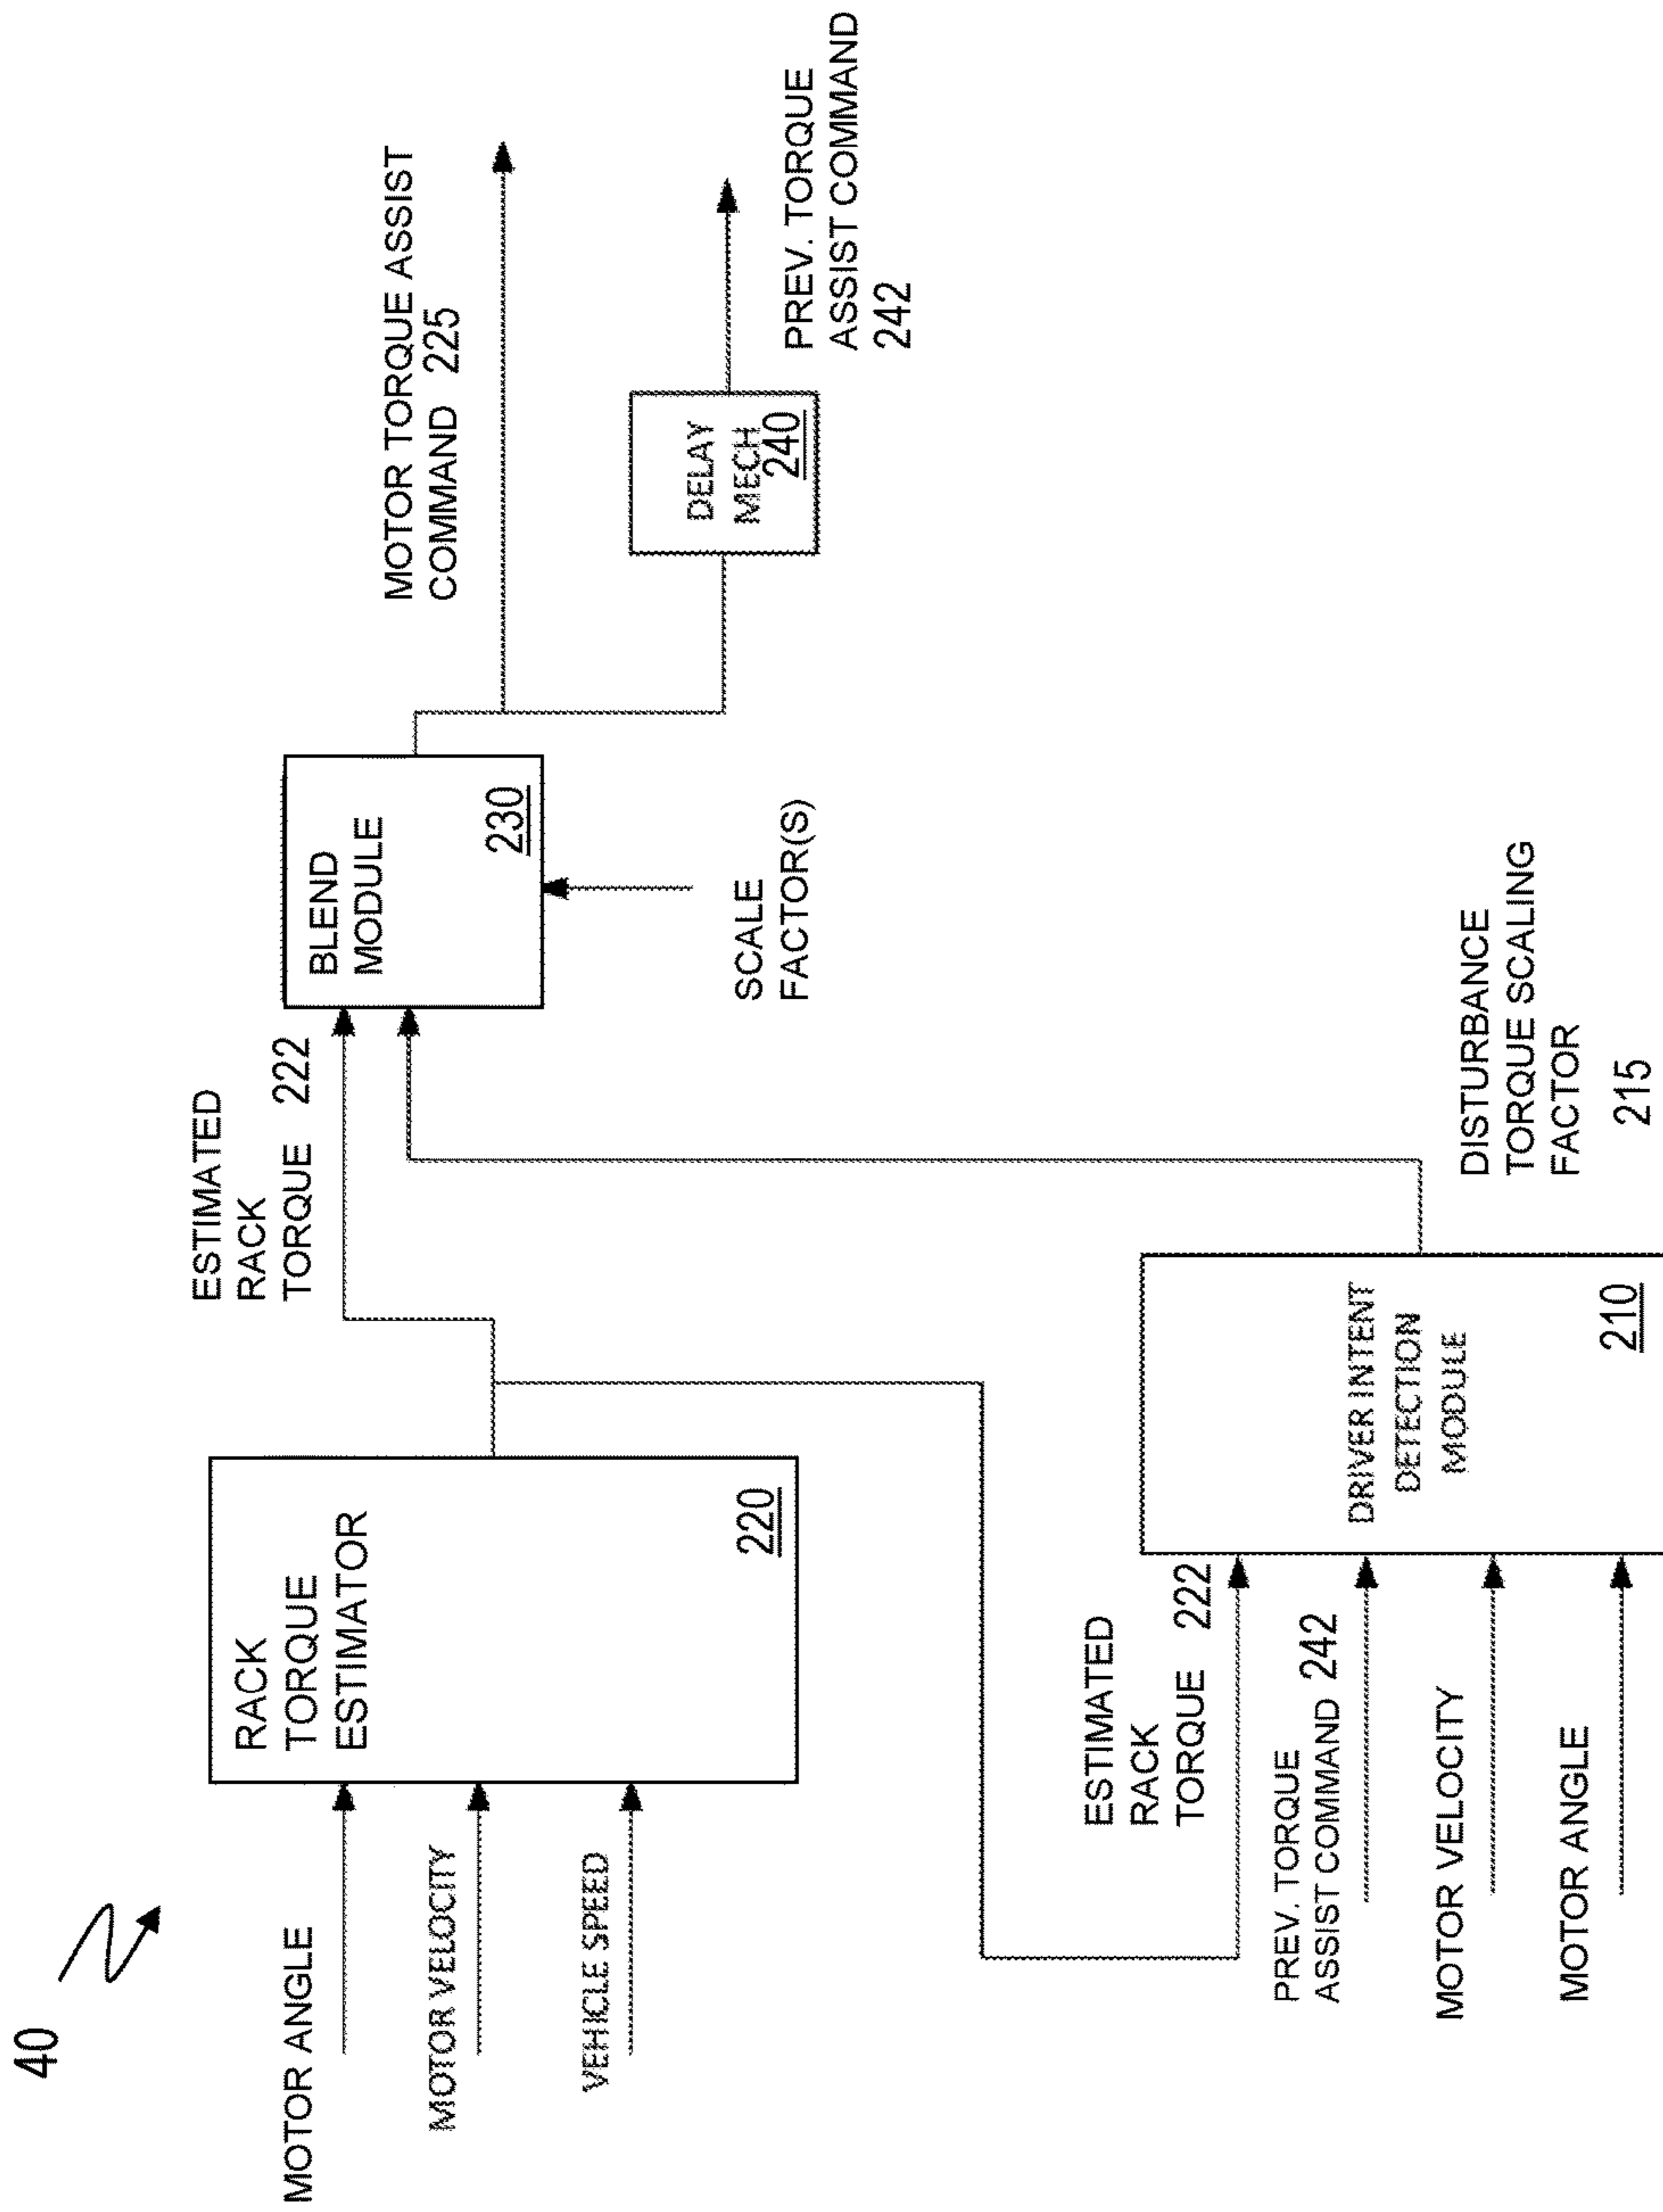 40
MOTOR ANGLE
MOTOR VELOCITY
VEHICLE SPEED
RACK
TORQUE
ESTIMATOR
220
ESTIMATED
RACK
TORQUE 222
BLEND
MODULE
230
SCALE
FACTOR(S)
MOTOR TORQUE ASSIST
COMMAND 225
DELAY
MECH
240
PREV. TORQUE
ASSIST COMMAND
242
ESTIMATED
RACK
TORQUE 222
PREV. TORQUE
ASSIST COMMAND 242
MOTOR VELOCITY
MOTOR ANGLE
DRIVER INTENT
DETECTION
MODULE
210
DISTURBANCE
TORQUE SCALING
FACTOR
215